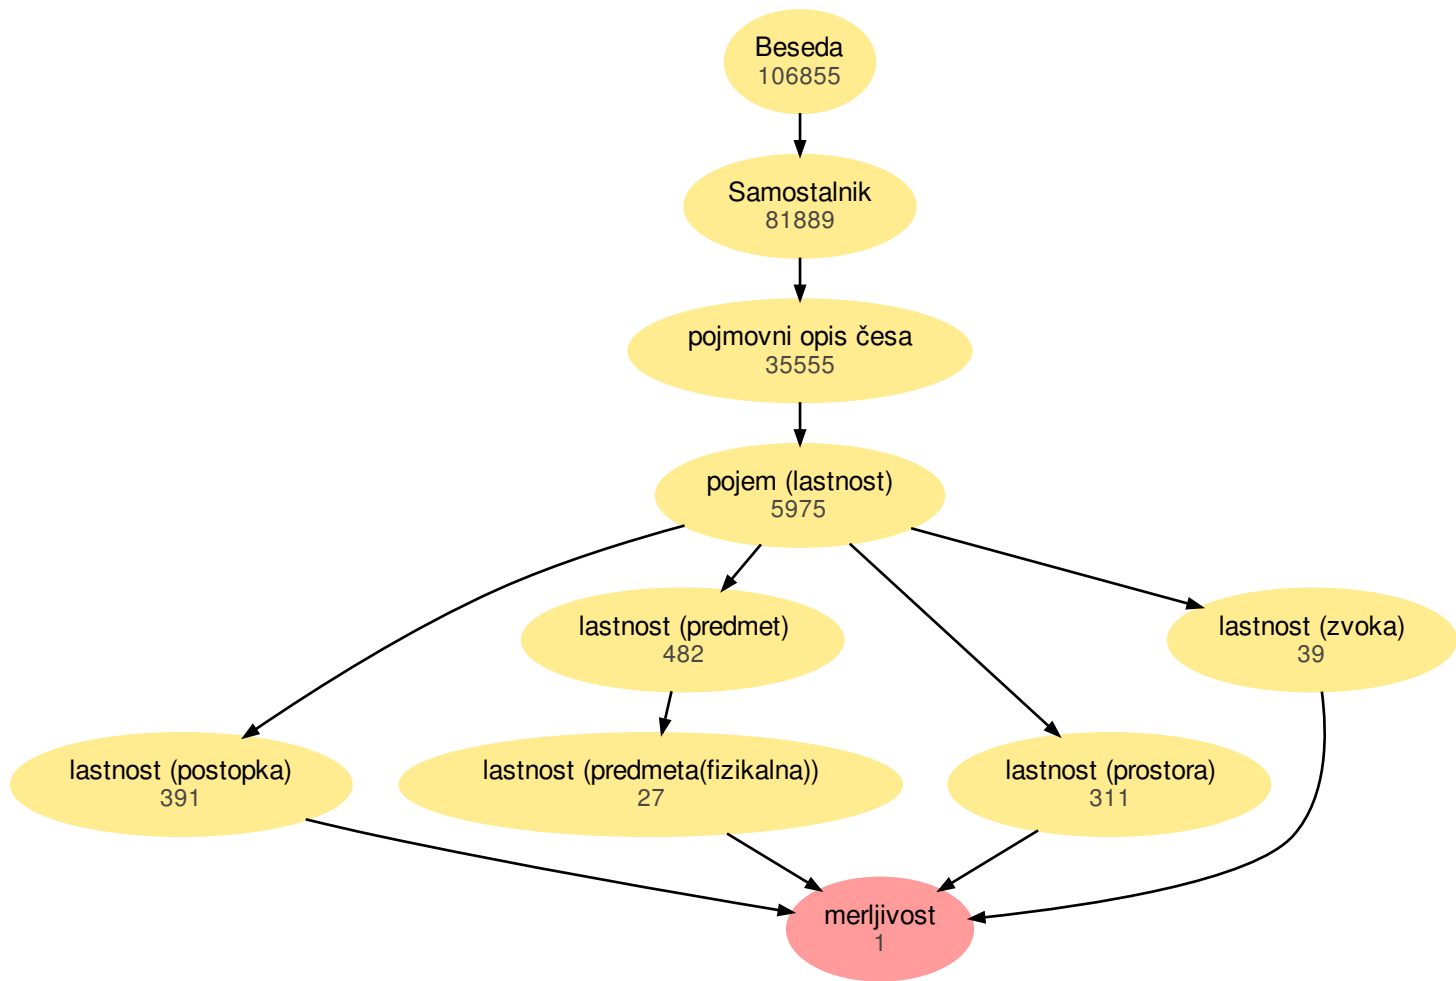 Beseda
106855
Samostalnik
81889
pojmovni opis česa
35555
pojem (lastnost)
5975
lastnost (predmet)
482
lastnost (zvoka)
39
lastnost (postopka)
391
lastnost (predmeta(fizikalna))
27
lastnost (prostora)
311
merljivost
1